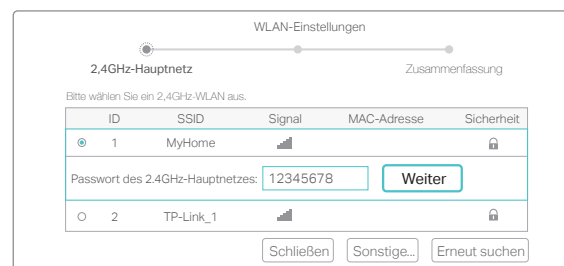 WLAN-Einstellungen
2,4GHz-Hauptnetz Zusammenfassung
Bitte wählen Sie ein 2,4GHz-WLAN aus.
ID SSID Signal MAC-Adresse Sicherheit
1 MyHome
Passwort des 2.4GHz-Hauptnetzes: 12345678 Weiter
2 TP-Link_1
Schließen Sonstige... Erneut suchen